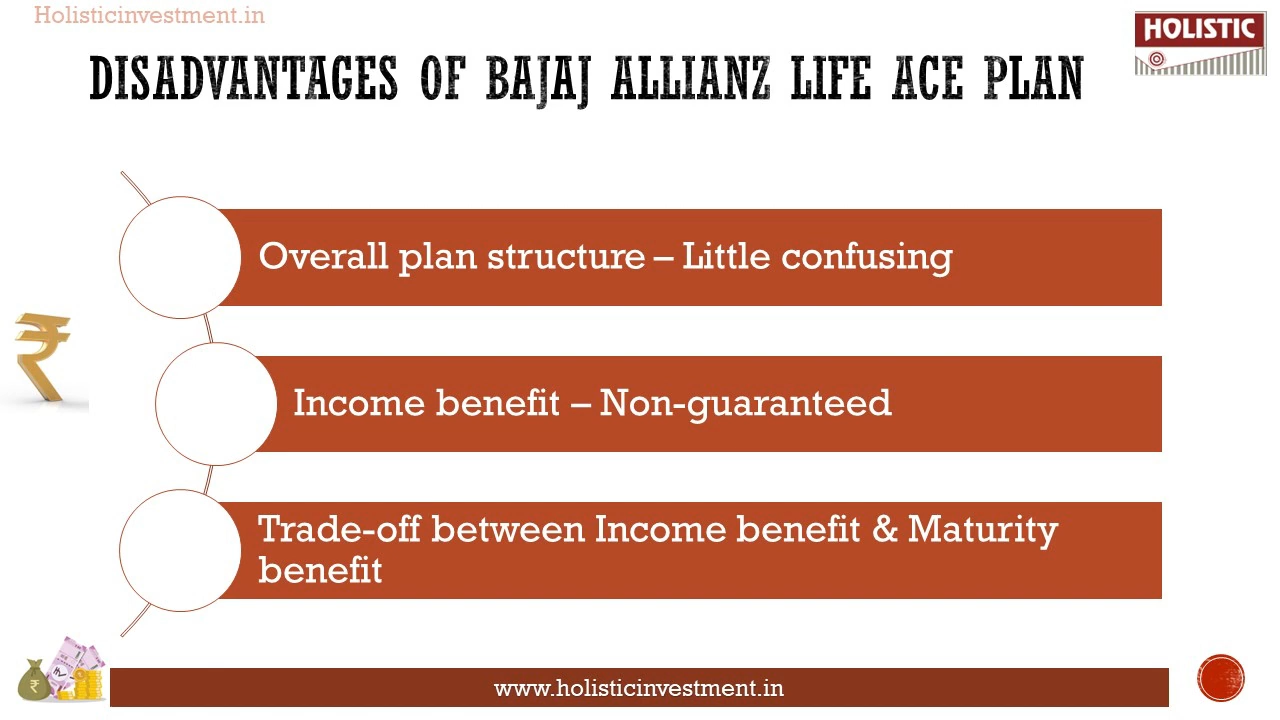 Holisticinvestment.in
HOLISTIC
DISADVANTAGES OF BAJAJ ALLIANZ LIFE ACE PLAN
Overall plan structure – Little confusing
Income benefit – Non-guaranteed
Trade-off between Income benefit & Maturity
benefit
www.holisticinvestment.in